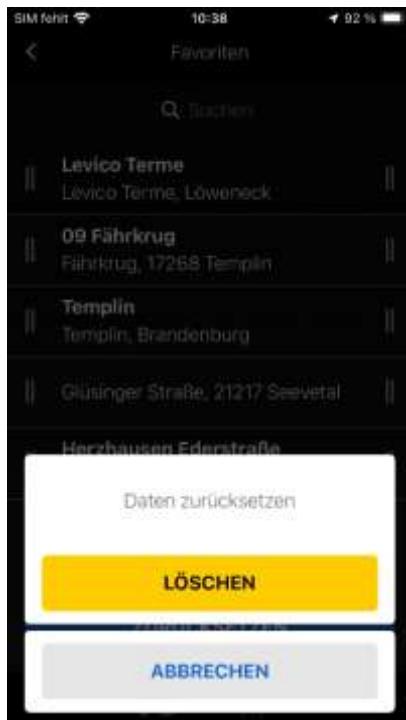 SIM fehlt 10:38 92 %
Favoriten
Suchen
Levico Terme
Levico Terme, Löweneck
09 Fährkrug
Fährkrug, 17268 Templin
Templin
Templin, Brandenburg
Glüsinger Straße, 21217 Seevetal
Herzhausen Ederstraße
Daten zurücksetzen
LÖSCHEN
ZURÜCKSETZEN
ABBRECHEN